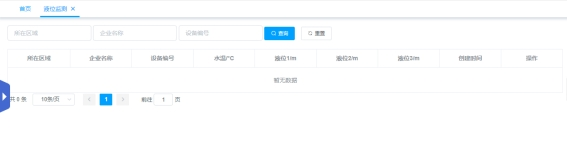 首页 液位监测 ×
所在区域 企业名称 设备编号 查询 重置
所在区域 企业名称 设备编号 水温/°C 液位1/m 液位2/m 液位3/m 创建时间 操作
暂无数据
共 0 条 10条/页 < 1 > 前往 1 页